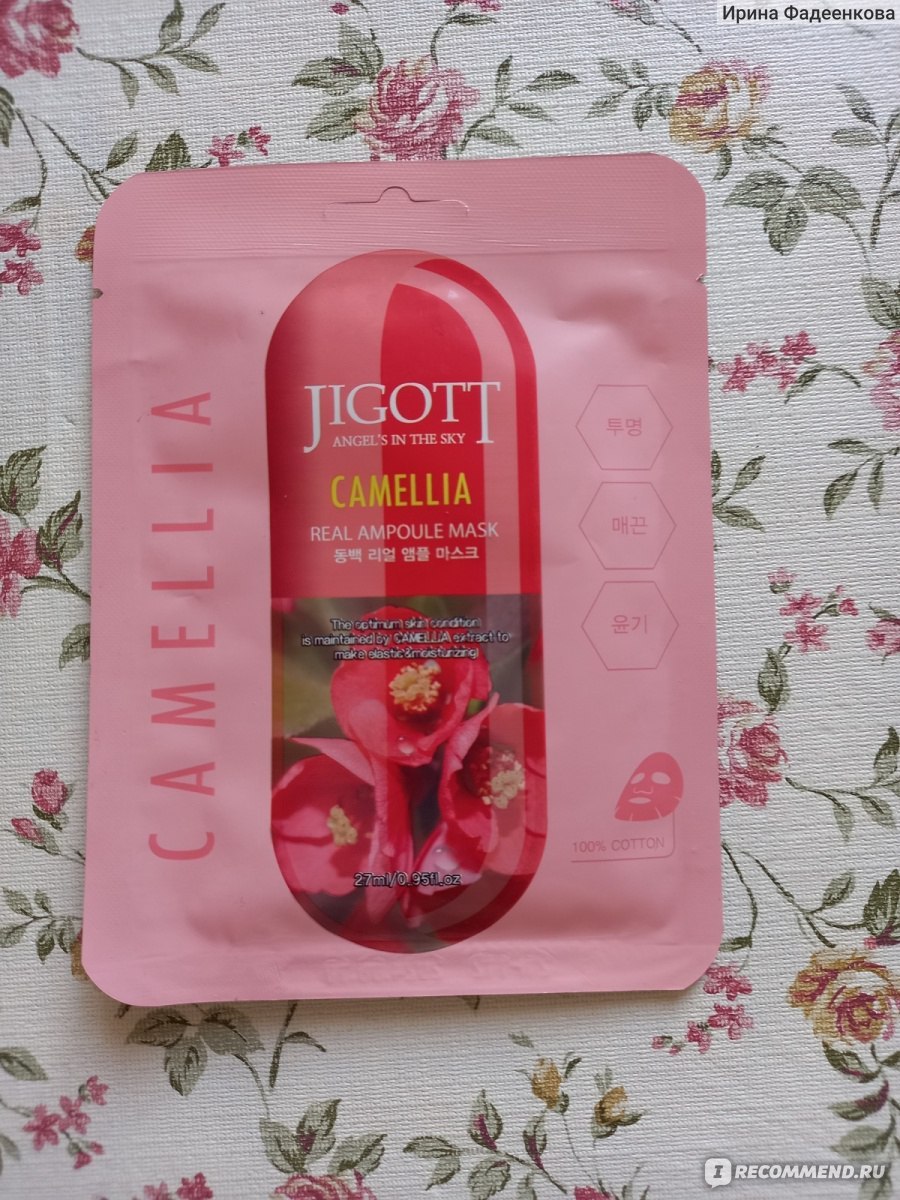 Ирина Фадеенкова
CAMELLIA
JIGOTT
ANGEL'S IN THE SKY
CAMELLIA
REAL AMPOULE MASK
동백 리얼 앰플 마스크
The optimum skin condition
is maintained by CAMELLIA extract to
make elastic&moisturizing)
27ml/0.95fl.oz
투명
매끈
윤기
100% COTTON
IRECOMMEND.RU